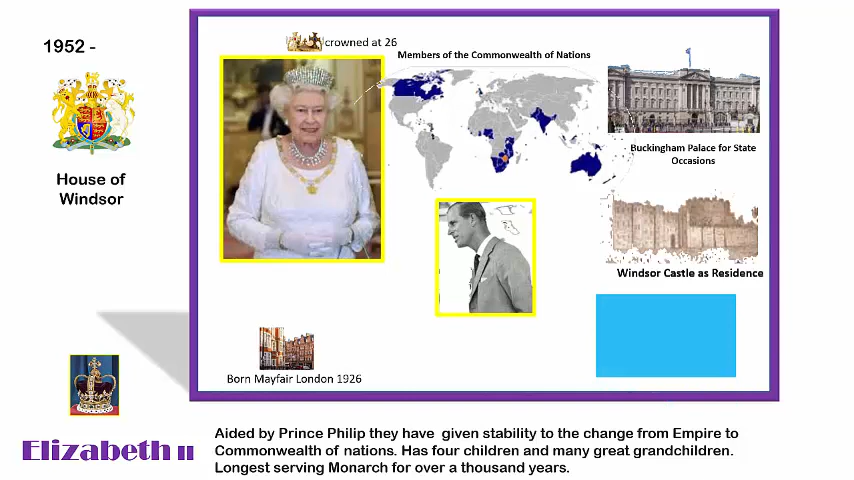 1952 -
House of
Windsor
crowned at 26
Members of the Commonwealth of Nations
Buckingham Palace for State
Occasions
Windsor Castle as Residence
Born Mayfair London 1926
Elizabeth II
Aided by Prince Philip they have given stability to the change from Empire to
Commonwealth of nations. Has four children and many great grandchildren.
Longest serving Monarch for over a thousand years.